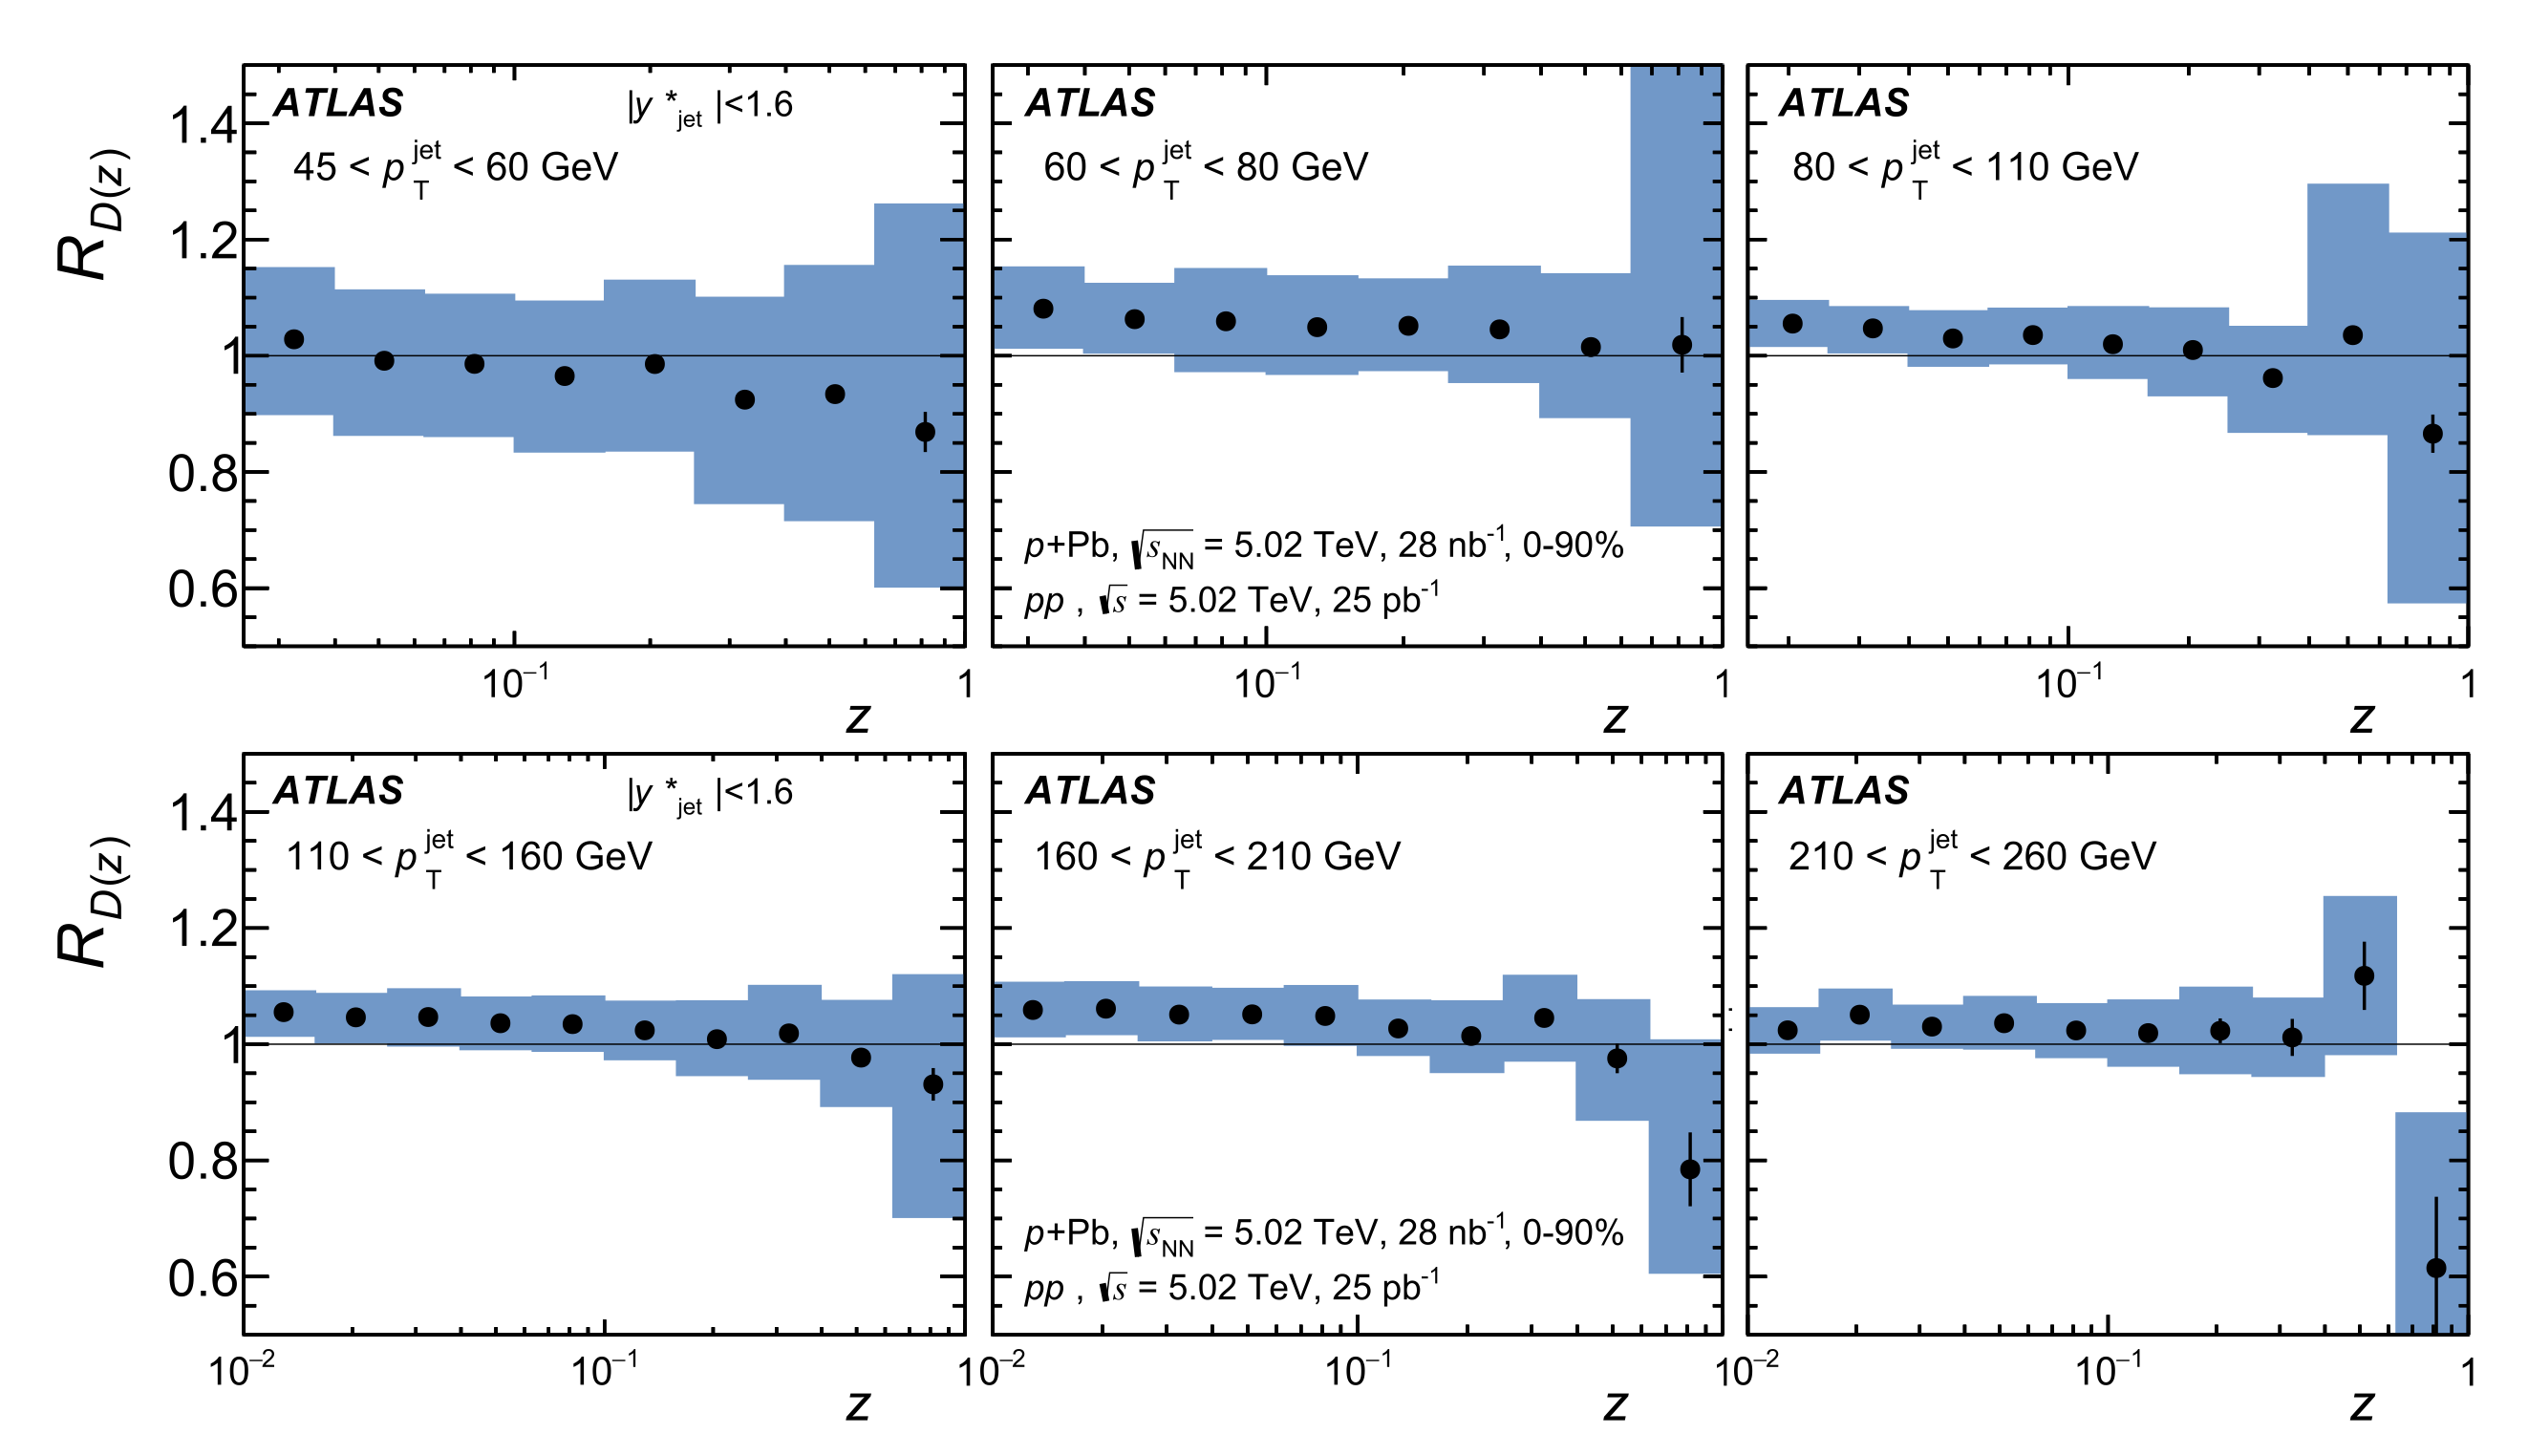 ATLAS |y*jet|<1.6
45 < pTjet < 60 GeV
ATLAS
60 < pTjet < 80 GeV
p+Pb, √sNN = 5.02 TeV, 28 nb-1, 0-90%
pp , √s = 5.02 TeV, 25 pb-1
ATLAS
80 < pTjet < 110 GeV
RD(z)
1.4
1.2
1
0.8
0.6
10−1 1
z
10−1 1
z
10−1 1
z
ATLAS |y*jet|<1.6
110 < pTjet < 160 GeV
ATLAS
160 < pTjet < 210 GeV
p+Pb, √sNN = 5.02 TeV, 28 nb-1, 0-90%
pp , √s = 5.02 TeV, 25 pb-1
ATLAS
210 < pTjet < 260 GeV
RD(z)
1.4
1.2
1
0.8
0.6
10−2 10−1
z
10−2 10−1
z
10−2 10−1 1
z